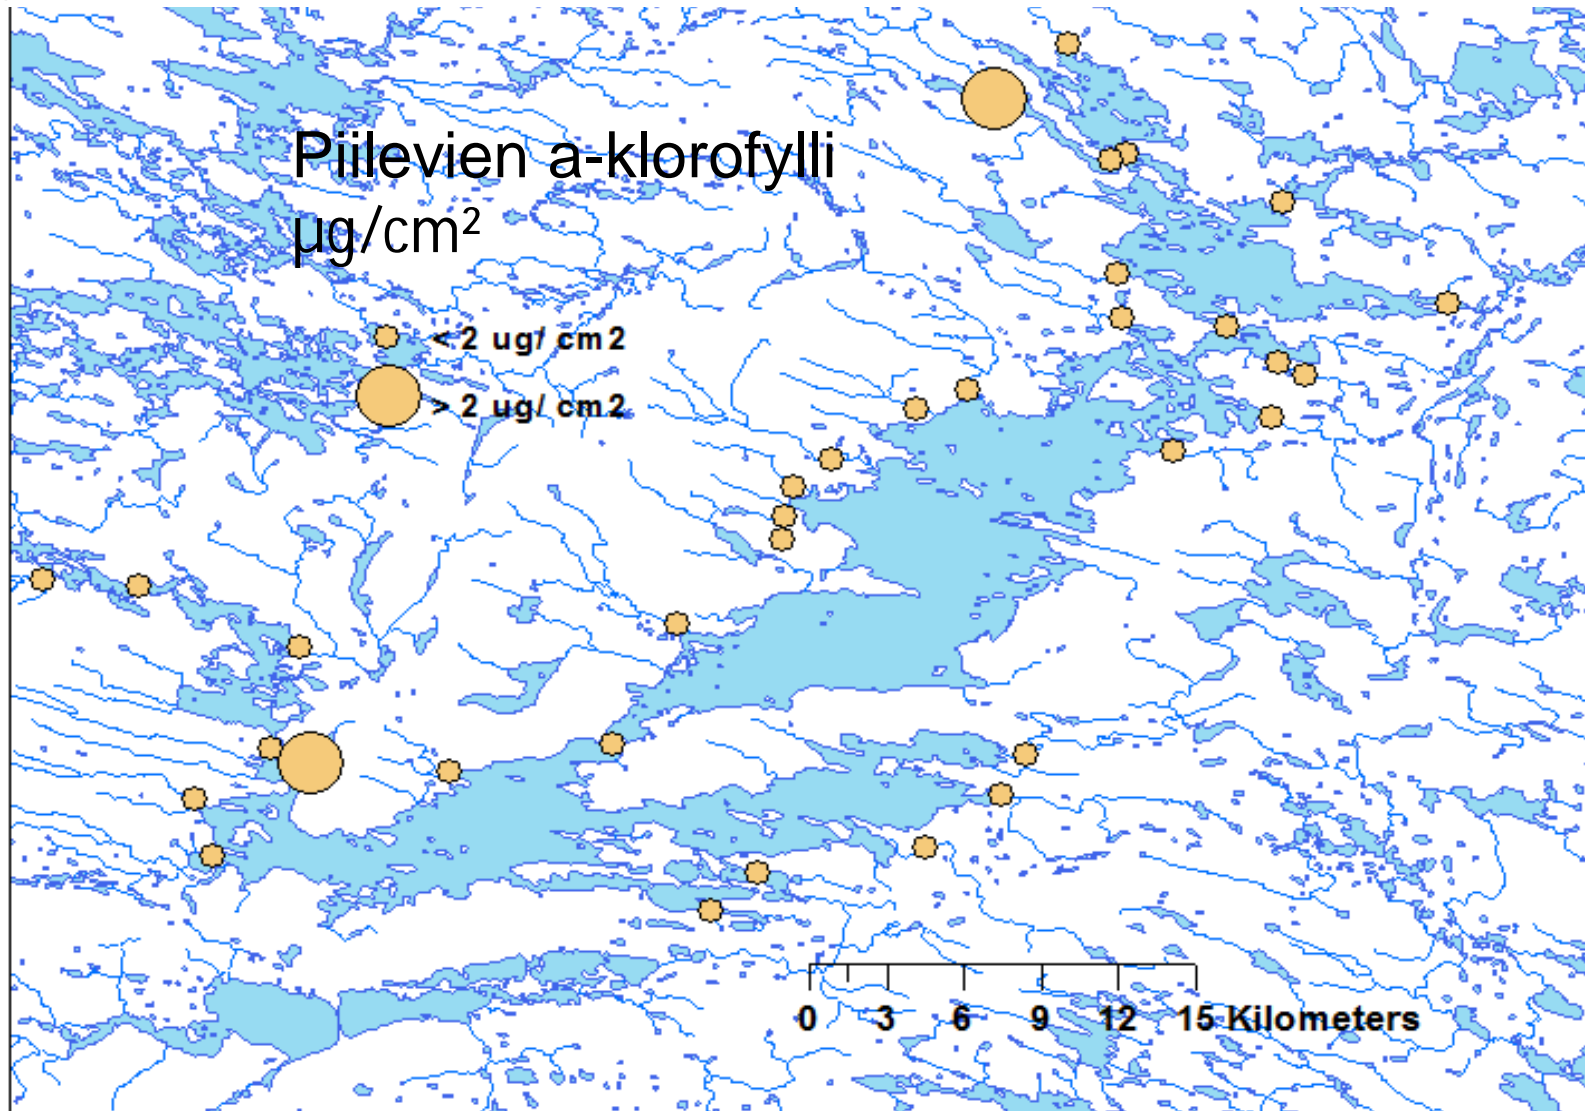 Piilevien a-klorofylli
µg/cm²
< 2 ug/ cm2
> 2 ug/ cm2
0 3 6 9 12 15 Kilometers